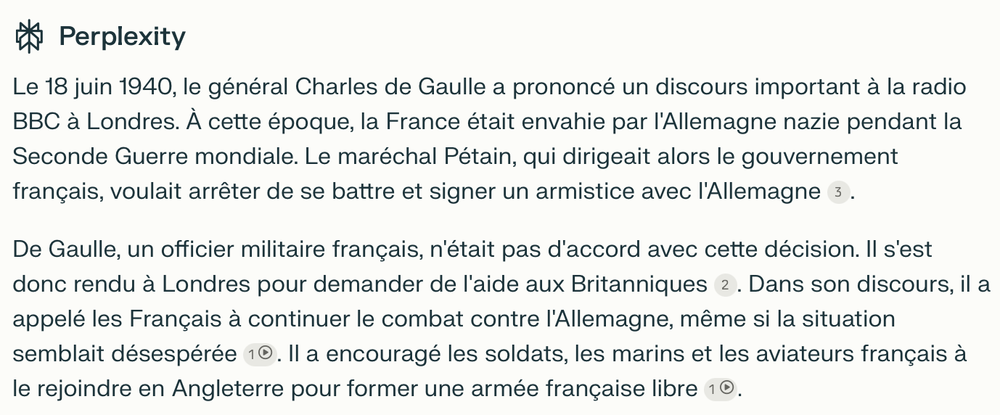 Perplexity
Le 18 juin 1940, le général Charles de Gaulle a prononcé un discours important à la radio
BBC à Londres. À cette époque, la France était envahie par l'Allemagne nazie pendant la
Seconde Guerre mondiale. Le maréchal Pétain, qui dirigeait alors le gouvernement
français, voulait arrêter de se battre et signer un armistice avec l'Allemagne 3.
De Gaulle, un officier militaire français, n'était pas d'accord avec cette décision. Il s'est
donc rendu à Londres pour demander de l'aide aux Britanniques 2. Dans son discours, il a
appelé les Français à continuer le combat contre l'Allemagne, même si la situation
semblait désespérée 1. Il a encouragé les soldats, les marins et les aviateurs français à
le rejoindre en Angleterre pour former une armée française libre 1.